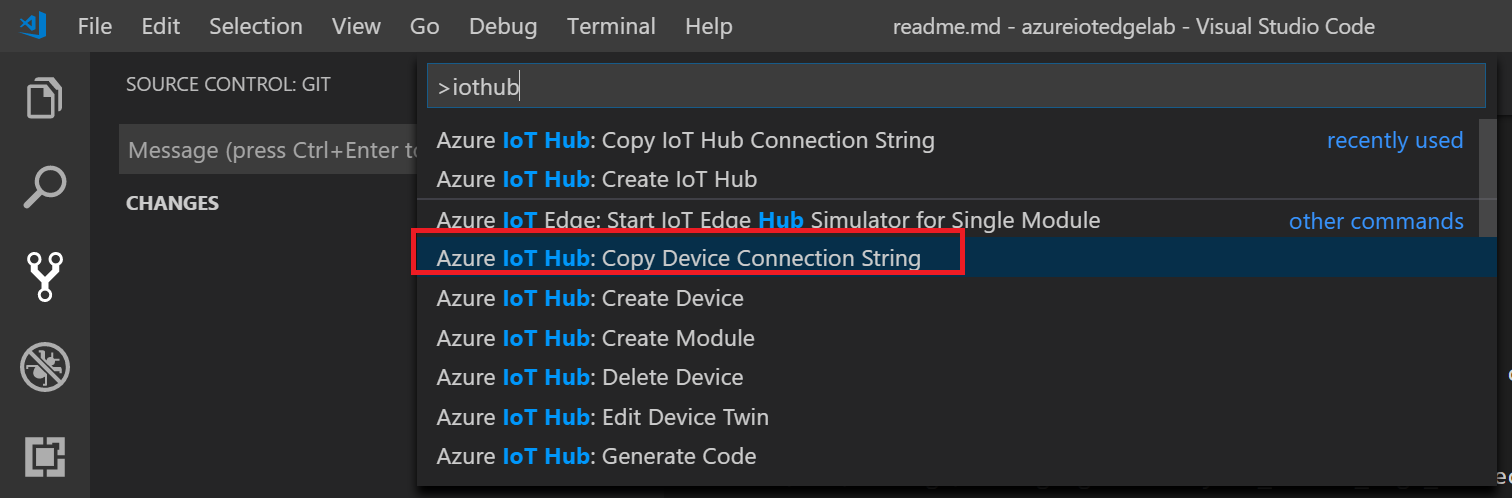 File Edit Selection View Go Debug Terminal Help readme.md - azureiotedgelab - Visual Studio Code
SOURCE CONTROL: GIT
>iothub
Message (press Ctrl+Enter to
CHANGES
Azure IoT Hub: Copy IoT Hub Connection String recently used
Azure IoT Hub: Create IoT Hub
Azure IoT Edge: Start IoT Edge Hub Simulator for Single Module other commands
Azure IoT Hub: Copy Device Connection String
Azure IoT Hub: Create Device
Azure IoT Hub: Create Module
Azure IoT Hub: Delete Device
Azure IoT Hub: Edit Device Twin
Azure IoT Hub: Generate Code